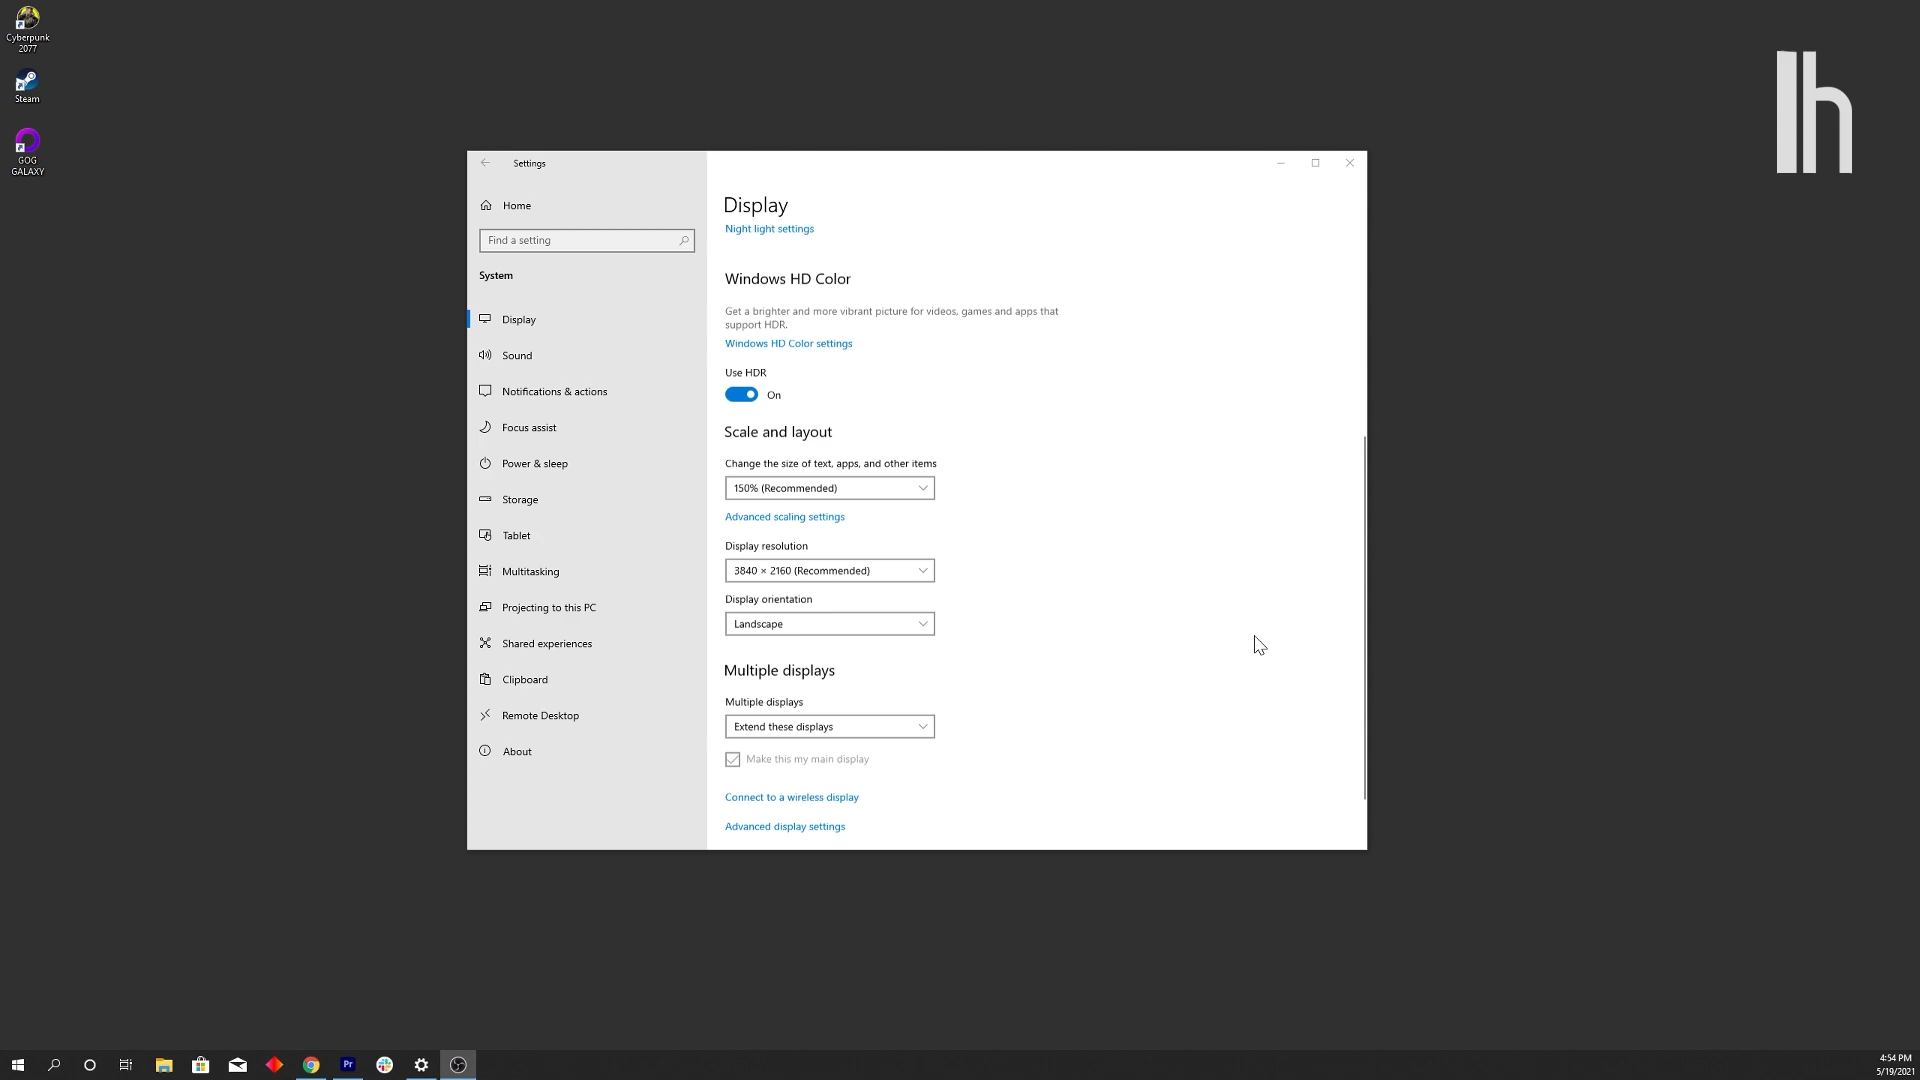 Cyberpunk
2077
Steam
GOG
GALAXY
lh
Settings
Home
Find a setting
System
Display
Sound
Notifications & actions
Focus assist
Power & sleep
Storage
Tablet
Multitasking
Projecting to this PC
Shared experiences
Clipboard
Remote Desktop
About
Display
Night light settings
Windows HD Color
Get a brighter and more vibrant picture for videos, games and apps that
support HDR.
Windows HD Color settings
Use HDR
On
Scale and layout
Change the size of text, apps, and other items
150% (Recommended)
Advanced scaling settings
Display resolution
3840 × 2160 (Recommended)
Display orientation
Landscape
Multiple displays
Multiple displays
Extend these displays
Make this my main display
Connect to a wireless display
Advanced display settings
Pr
4:54 PM
5/19/2021